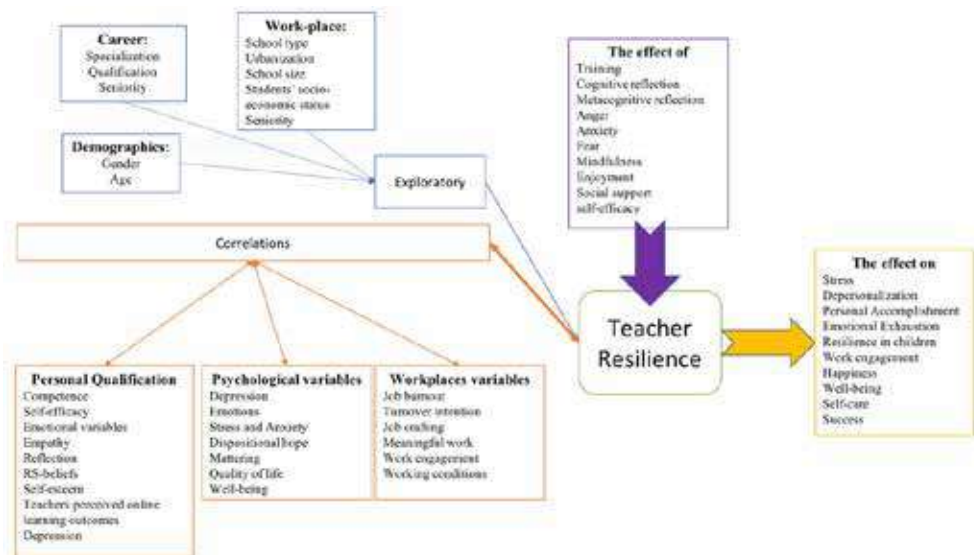 Career:
Specialization
Qualification
Seniority
Work-place:
School type
Urbanization
School size
Students' socio-
economic status
Seniority
Demographics:
Gender
Age
Exploratory
The effect of
Training
Cognitive reflection
Metacognitive reflection
Anger
Anxiety
Fear
Mindfulness
Enjoyment
Social support
self-efficacy
Correlations
Teacher
Resilience
The effect on
Stress
Depersonalization
Personal Accomplishment
Emotional Exhaustion
Resilience in children
Work engagement
Happiness
Well-being
Self-care
Success
Personal Qualification
Competence
Self-efficacy
Emotional variables
Empathy
Reflection
RS-beliefs
Self-esteem
Teachers perceived online
learning outcomes
Depression
Psychological variables
Depression
Emotions
Stress and Anxiety
Dispositional hope
Mattering
Quality of life
Well-being
Workplaces variables
Job burnout
Turnover intention
Job crafting
Meaningful work
Work engagement
Working conditions